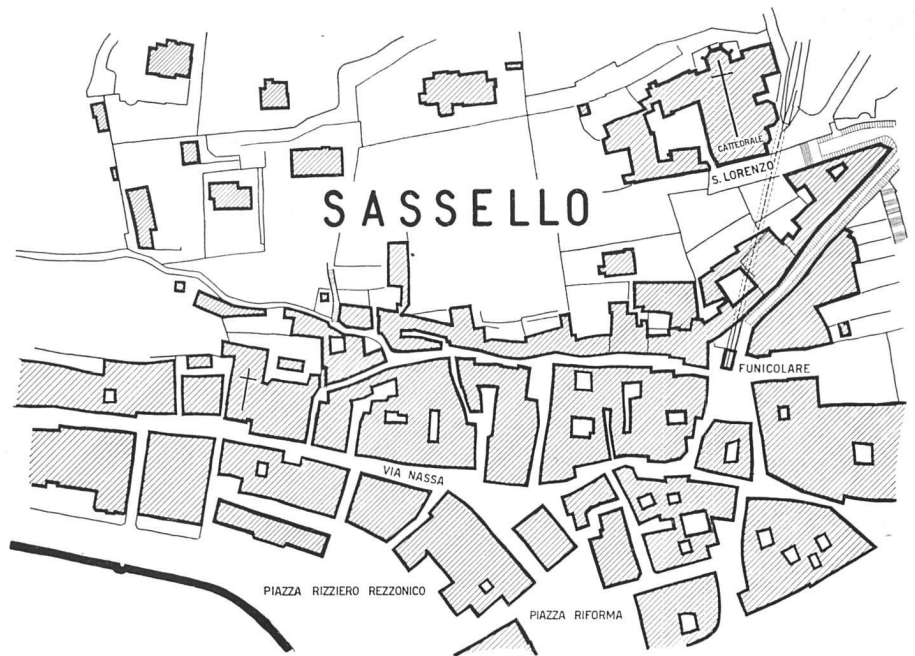 CATTEDRALE
S. LORENZO
SASSELLO
FUNICOLARE
VIA NASSA
PIAZZA RIZZIERO REZZONICO
PIAZZA RIFORMA